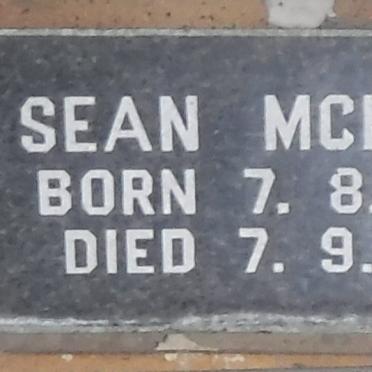 SEAN MC
BORN 7. 8.
DIED 7. 9.